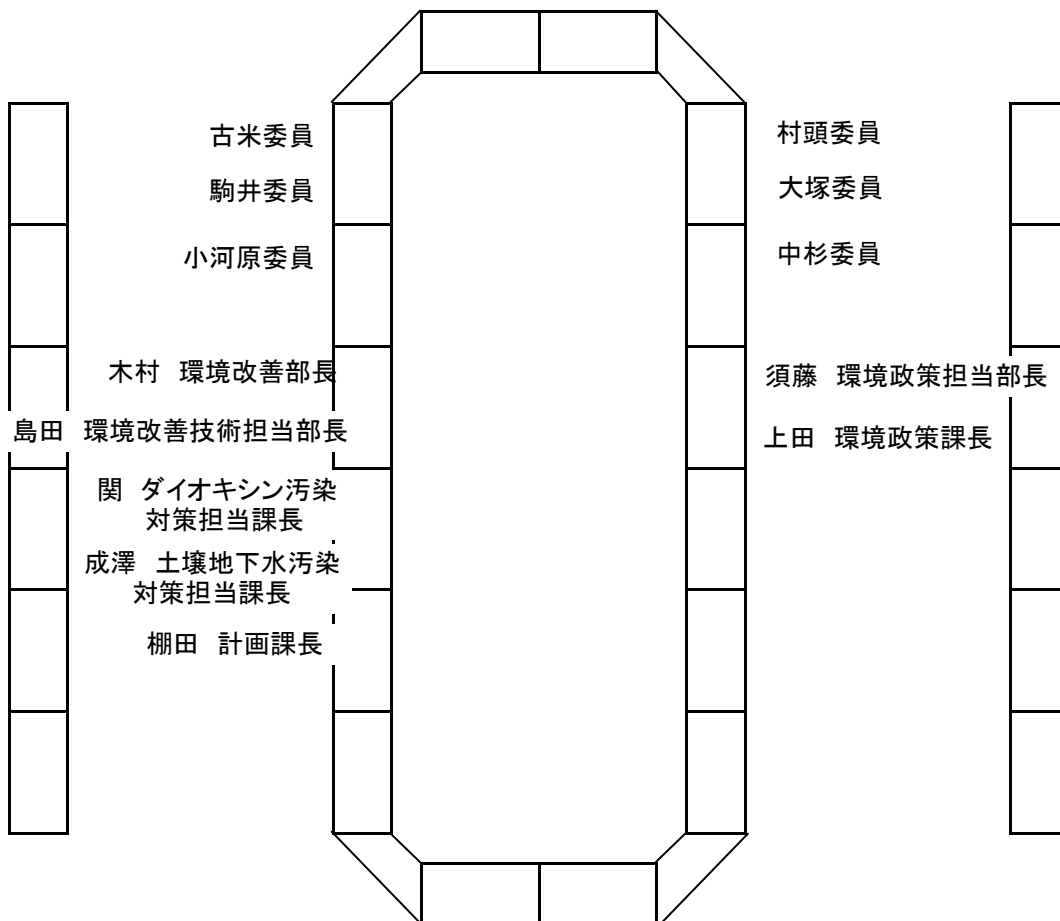 古米委員
駒井委員
小河原委員
木村　環境改善部長
島田　環境改善技術担当部長
関　ダイオキシン汚染
対策担当課長
成澤　土壌地下水汚染
対策担当課長
棚田　計画課長
村頭委員
大塚委員
中杉委員
須藤　環境政策担当部長
上田　環境政策課長